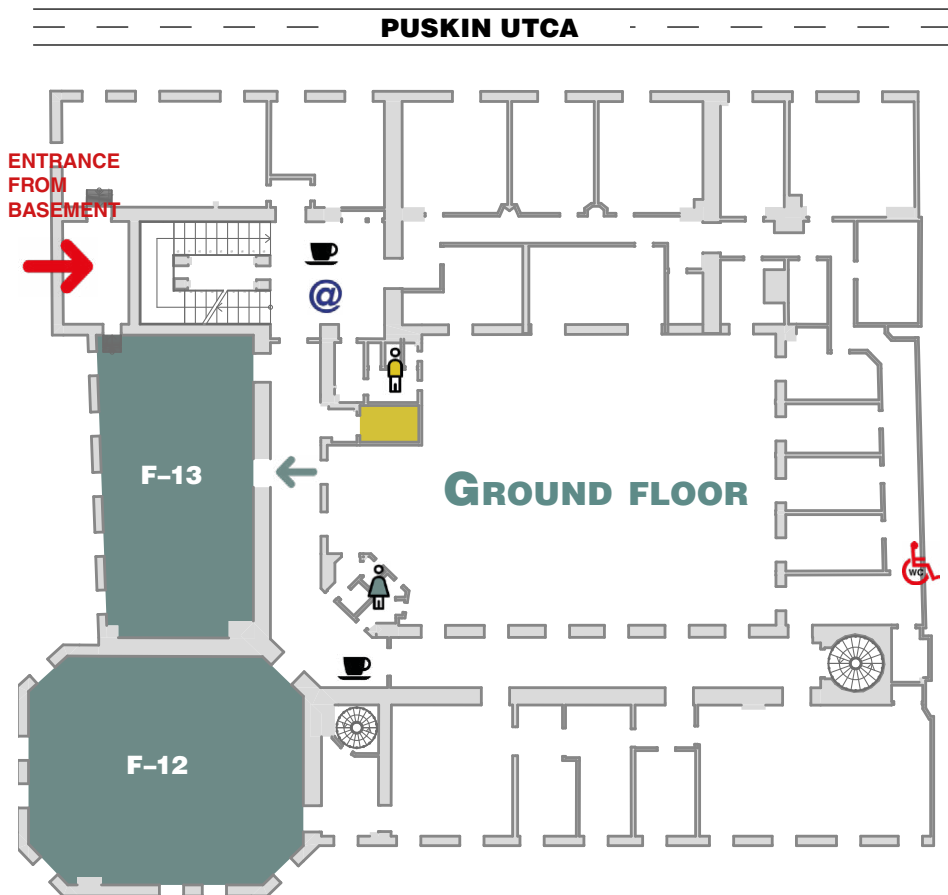 PUSKIN UTCA
ENTRANCE
FROM
BASEMENT
@
F–13
GROUND FLOOR
WC
F–12